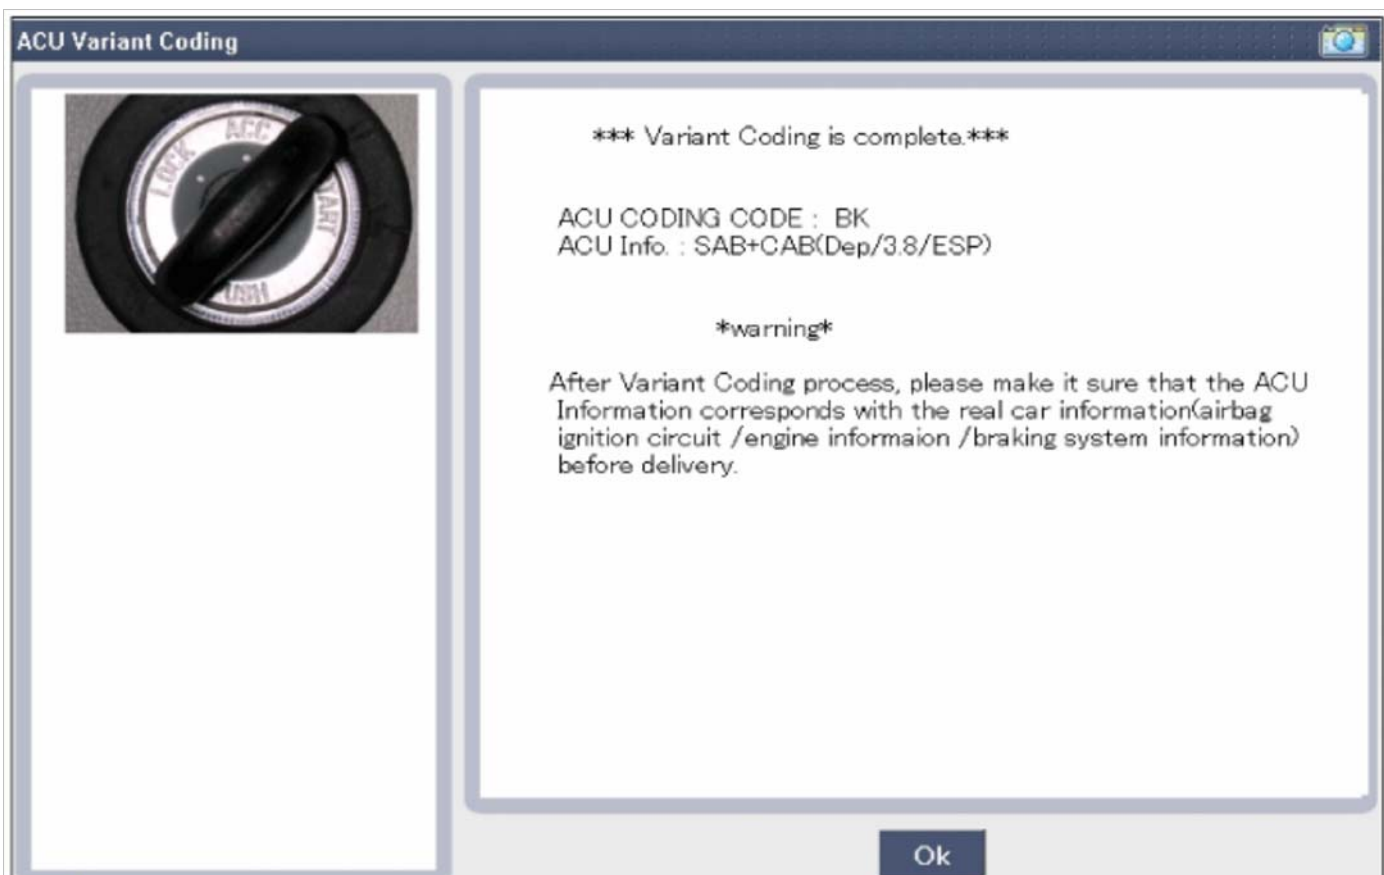 ACU Variant Coding
ACC
LOCK
START
PUSH
*** Variant Coding is complete.***
ACU CODING CODE : BK
ACU Info. : SAB+CAB(Dep/3.8/ESP)
*warning*
After Variant Coding process, please make it sure that the ACU
Information corresponds with the real car information(airbag
ignition circuit /engine informaion /braking system information)
before delivery.
Ok